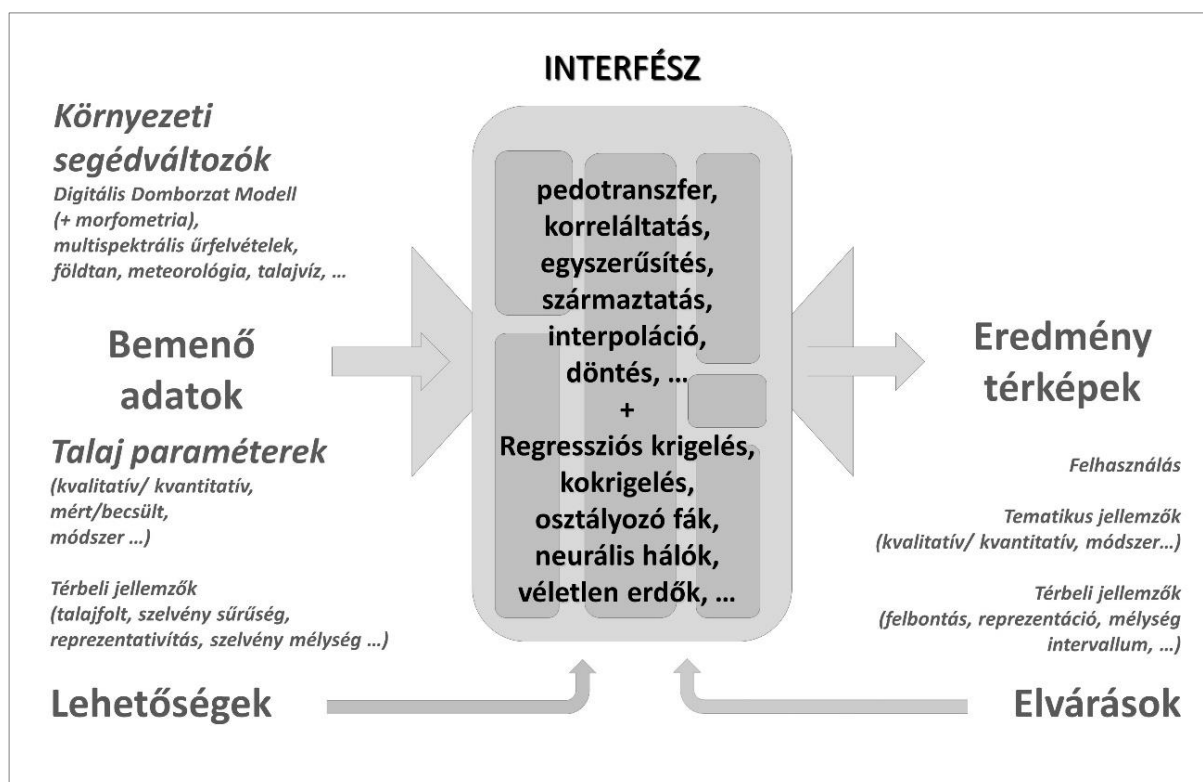 INTERFÉSZ
Környezeti
segédváltozók
Digitális Domborzat Modell
(+ morfometria),
multispektrális űrfelvételek,
földtan, meteorológia, talajvíz, ...
Bemenő
adatok
Talaj paraméterek
(kvalitatív/ kvantitatív,
mért/becsült,
módszer ...)
Térbeli jellemzők
(talajfolt, szelvény sűrűség,
reprezentativítás, szelvény mélység ...)
Lehetőségek
pedotranszfer,
korreláltatás,
egyszerűsítés,
származtatás,
interpoláció,
döntés, ...
+
Regressziós krigelés,
kokrigelés,
osztályozó fák,
neurális hálók,
véletlen erdők, ...
Eredmény
térképek
Felhasználás
Tematikus jellemzők
(kvalitatív/ kvantitatív, módszer...)
Térbeli jellemzők
(felbontás, reprezentáció, mélység
intervallum, ...)
Elvárások